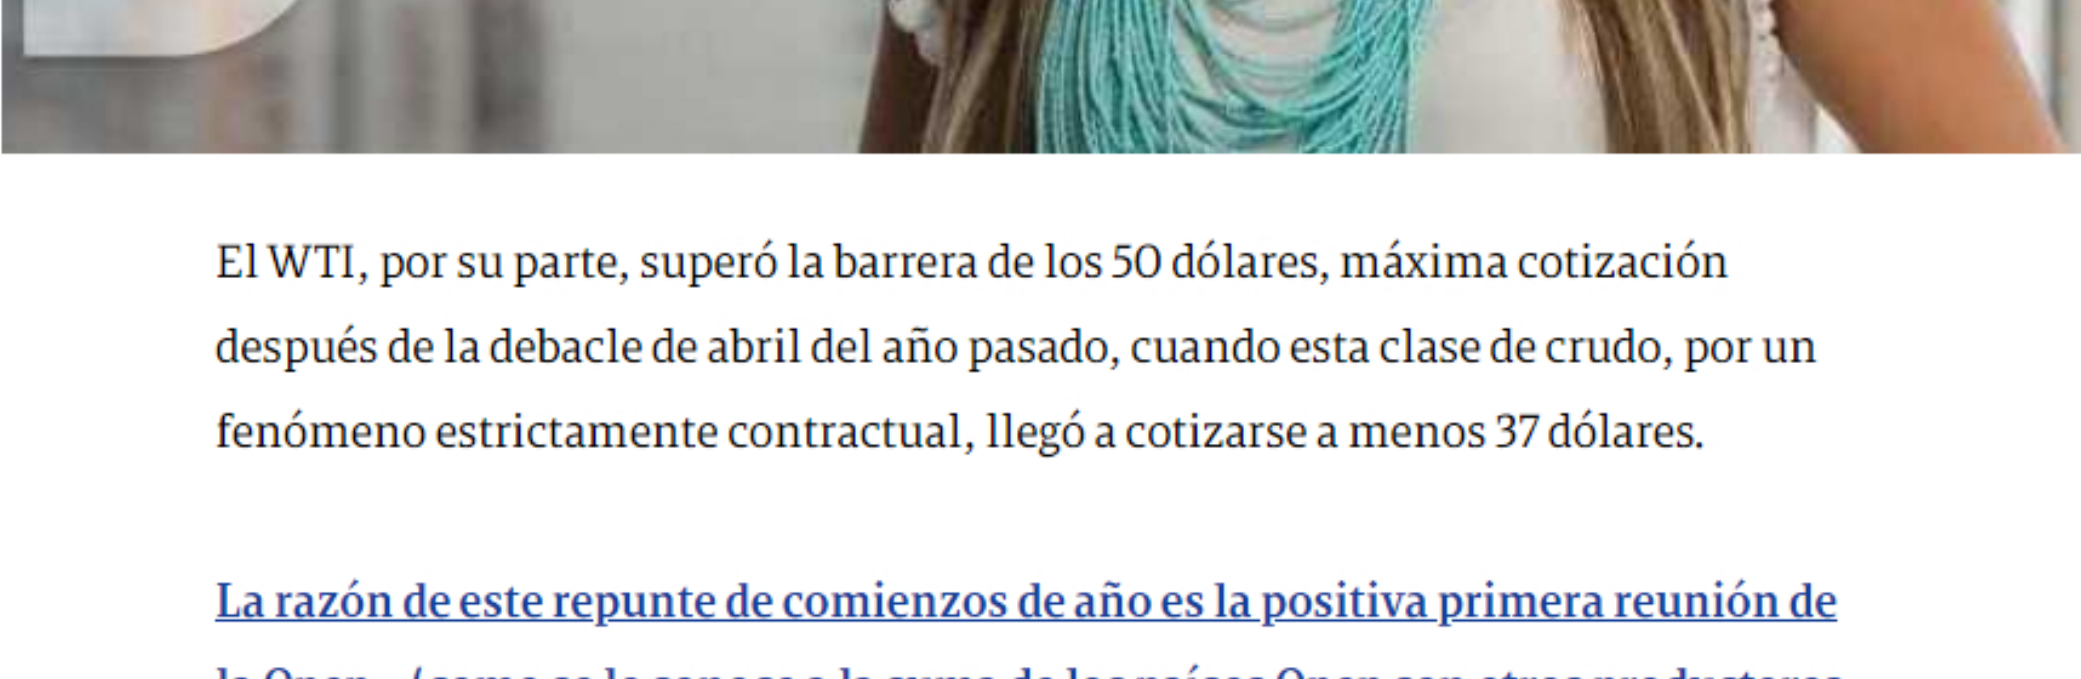 El WTI, por su parte, superó la barrera de los 50 dólares, máxima cotización
después de la debacle de abril del año pasado, cuando esta clase de crudo, por un
fenómeno estrictamente contractual, llegó a cotizarse a menos 37 dólares.
La razón de este repunte de comienzos de año es la positiva primera reunión de